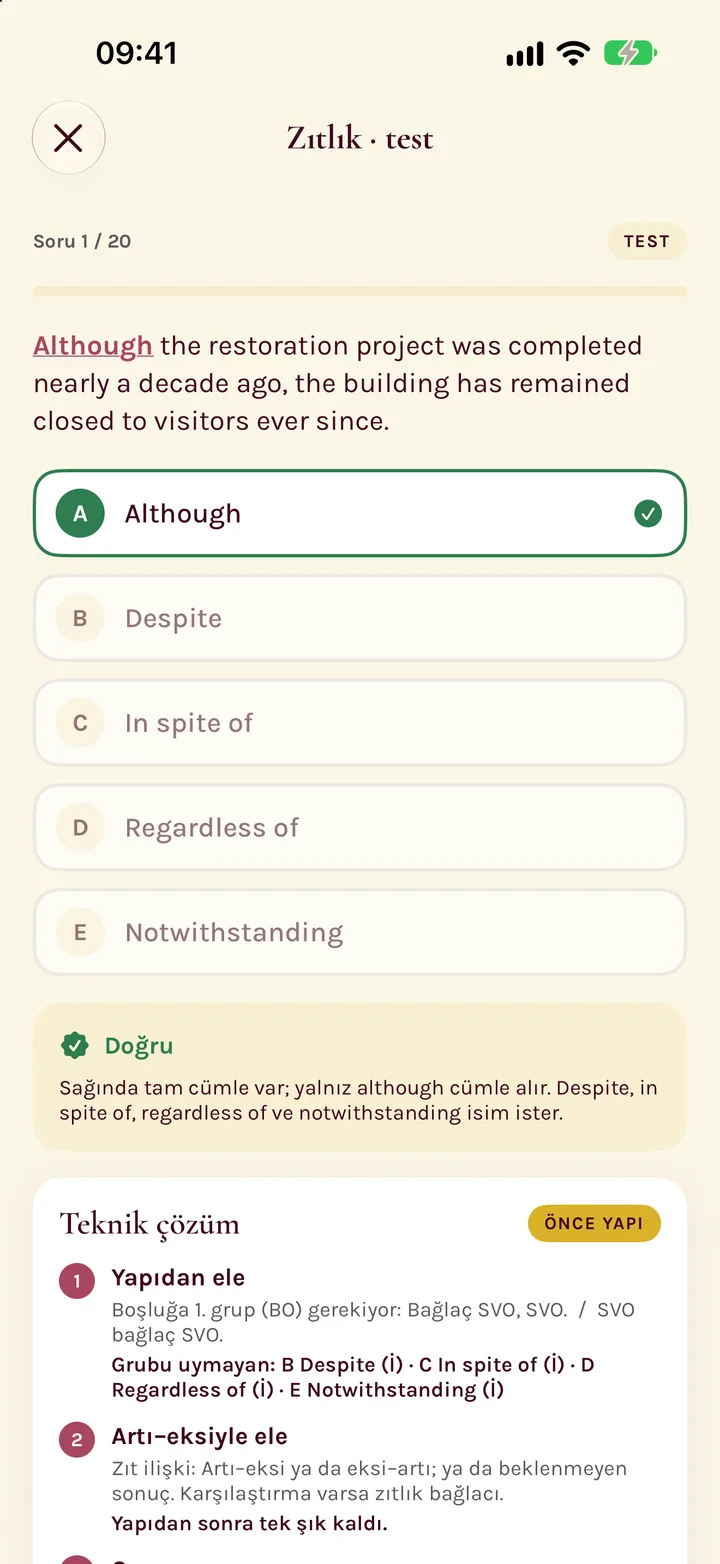 09:41
Zıtlık · test
Soru 1 / 20
TEST
Although the restoration project was completed
nearly a decade ago, the building has remained
closed to visitors ever since.
A Although
B Despite
C In spite of
D Regardless of
E Notwithstanding
Doğru
Sağında tam cümle var; yalnız although cümle alır. Despite, in
spite of, regardless of ve notwithstanding isim ister.
Teknik çözüm
ÖNCE YAPI
1 Yapıdan ele
Boşluğa 1. grup (BO) gerekiyor: Bağlaç SVO, SVO. / SVO
bağlaç SVO.
Grubu uymayan: B Despite (İ) · C In spite of (İ) · D
Regardless of (İ) · E Notwithstanding (İ)
2 Artı–eksiyle ele
Zıt ilişki: Artı–eksi ya da eksi–artı; ya da beklenmeyen
sonuç. Karşılaştırma varsa zıtlık bağlacı.
Yapıdan sonra tek şık kaldı.